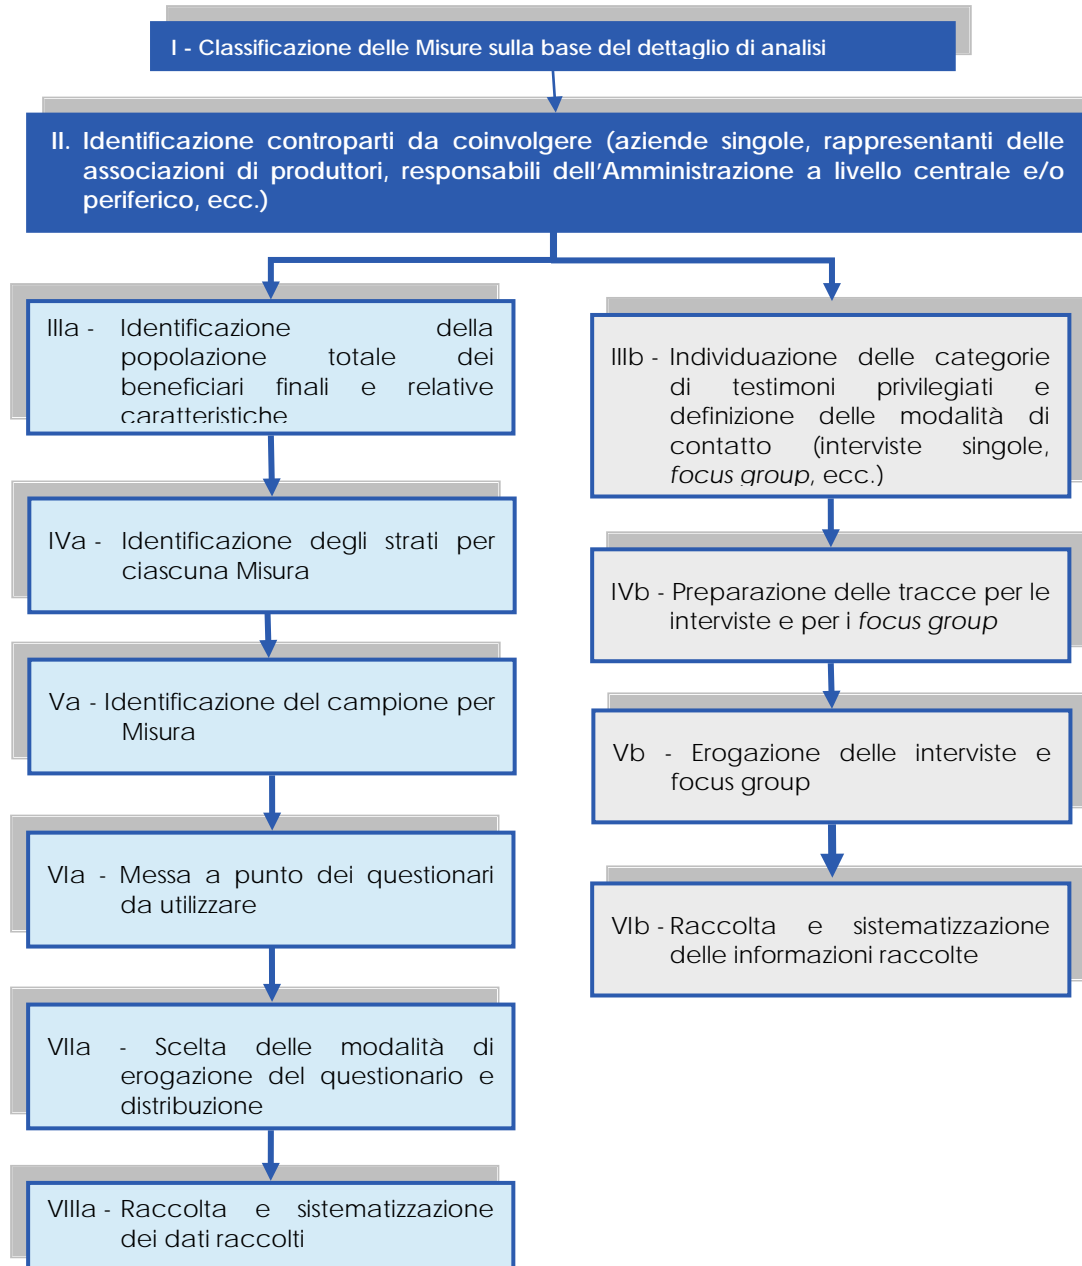 I - Classificazione delle Misure sulla base del dettaglio di analisi
II. Identificazione controparti da coinvolgere (aziende singole, rappresentanti delle
associazioni di produttori, responsabili dell'Amministrazione a livello centrale e/o
periferico, ecc.)
IIIa - Identificazione della
popolazione totale dei
beneficiari finali e relative
caratteristiche
IVa - Identificazione degli strati per
ciascuna Misura
Va - Identificazione del campione per
Misura
VIa - Messa a punto dei questionari
da utilizzare
VIIa - Scelta delle modalità di
erogazione del questionario e
distribuzione
VIIIa - Raccolta e sistematizzazione
dei dati raccolti
IIIb - Individuazione delle categorie
di testimoni privilegiati e
definizione delle modalità di
contatto (interviste singole,
focus group, ecc.)
IVb - Preparazione delle tracce per le
interviste e per i focus group
Vb - Erogazione delle interviste e
focus group
VIb - Raccolta e sistematizzazione
delle informazioni raccolte